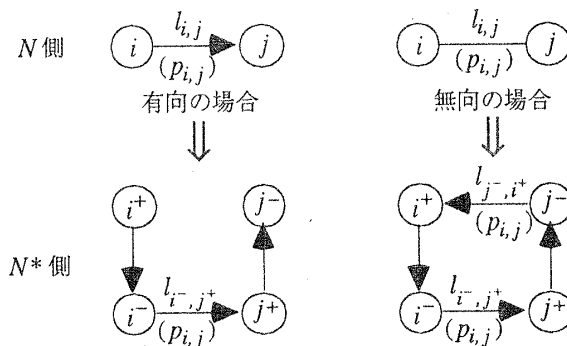 N側 i l_{i,j} (p_{i,j}) j i l_{i,j} (p_{i,j}) j
有向の場合 無向の場合
⇓ ⇓
i^+ j^- i^+ l_{j^-,i^+} (p_{i,j}) j^-
N*側
i^- l_{i^-,j^+} (p_{i,j}) j^+ i^- l_{i^-,j^+} (p_{i,j}) j^+